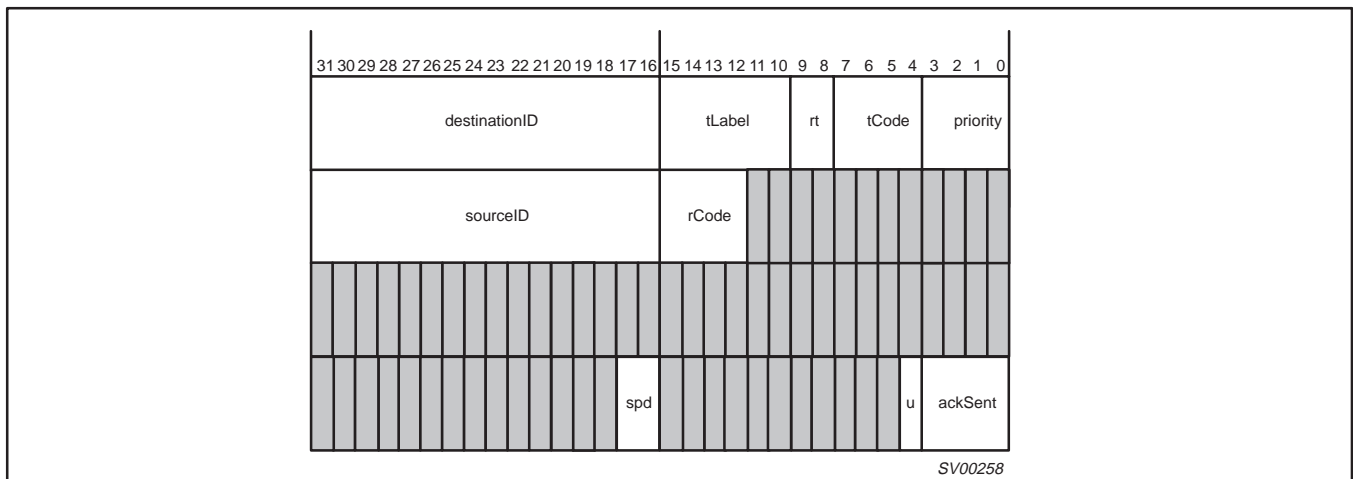 31 30 29 28 27 26 25 24 23 22 21 20 19 18 17 16 15 14 13 12 11 10 9 8 7 6 5 4 3 2 1 0
destinationID tLabel rt tCode priority
sourceID rCode
spd u ackSent
SV00258